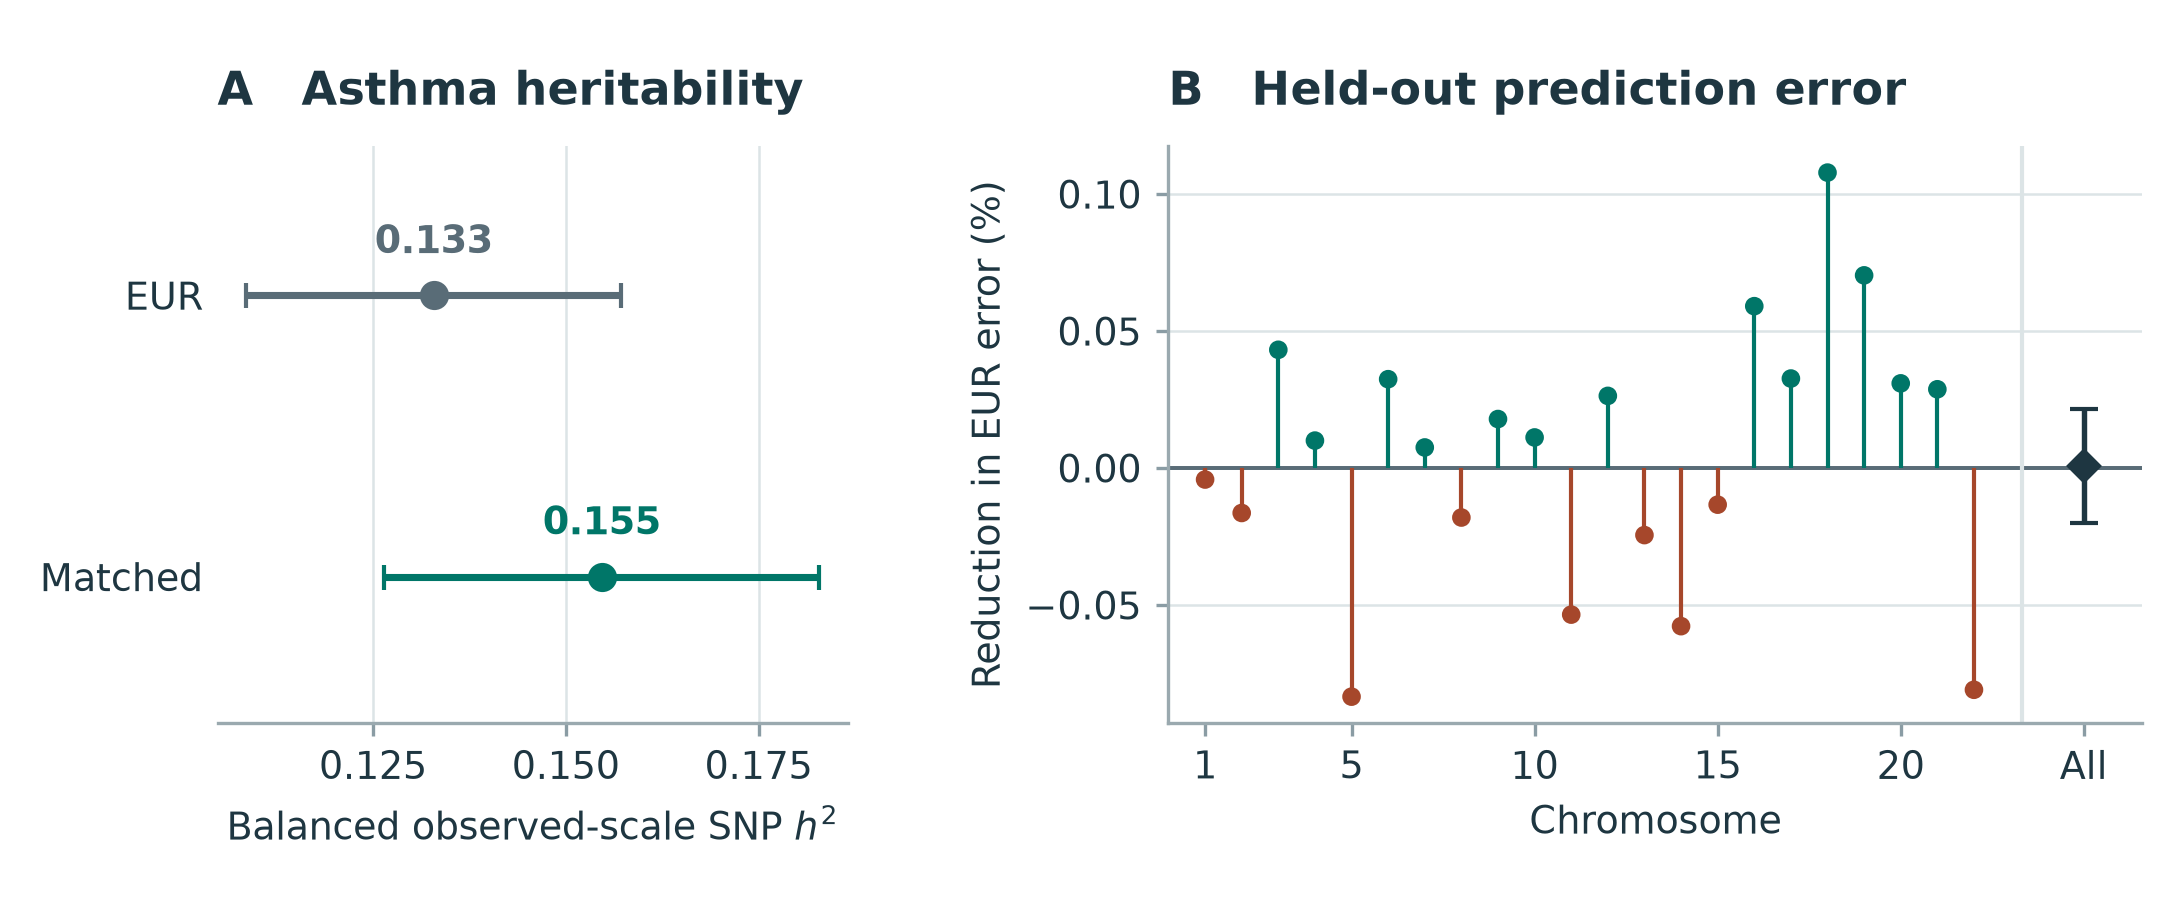 A Asthma heritability
0.133
EUR
0.155
Matched
0.125 0.150 0.175
Balanced observed-scale SNP h²
B Held-out prediction error
Reduction in EUR error (%)
0.10
0.05
0.00
−0.05
1 5 10 15 20 All
Chromosome